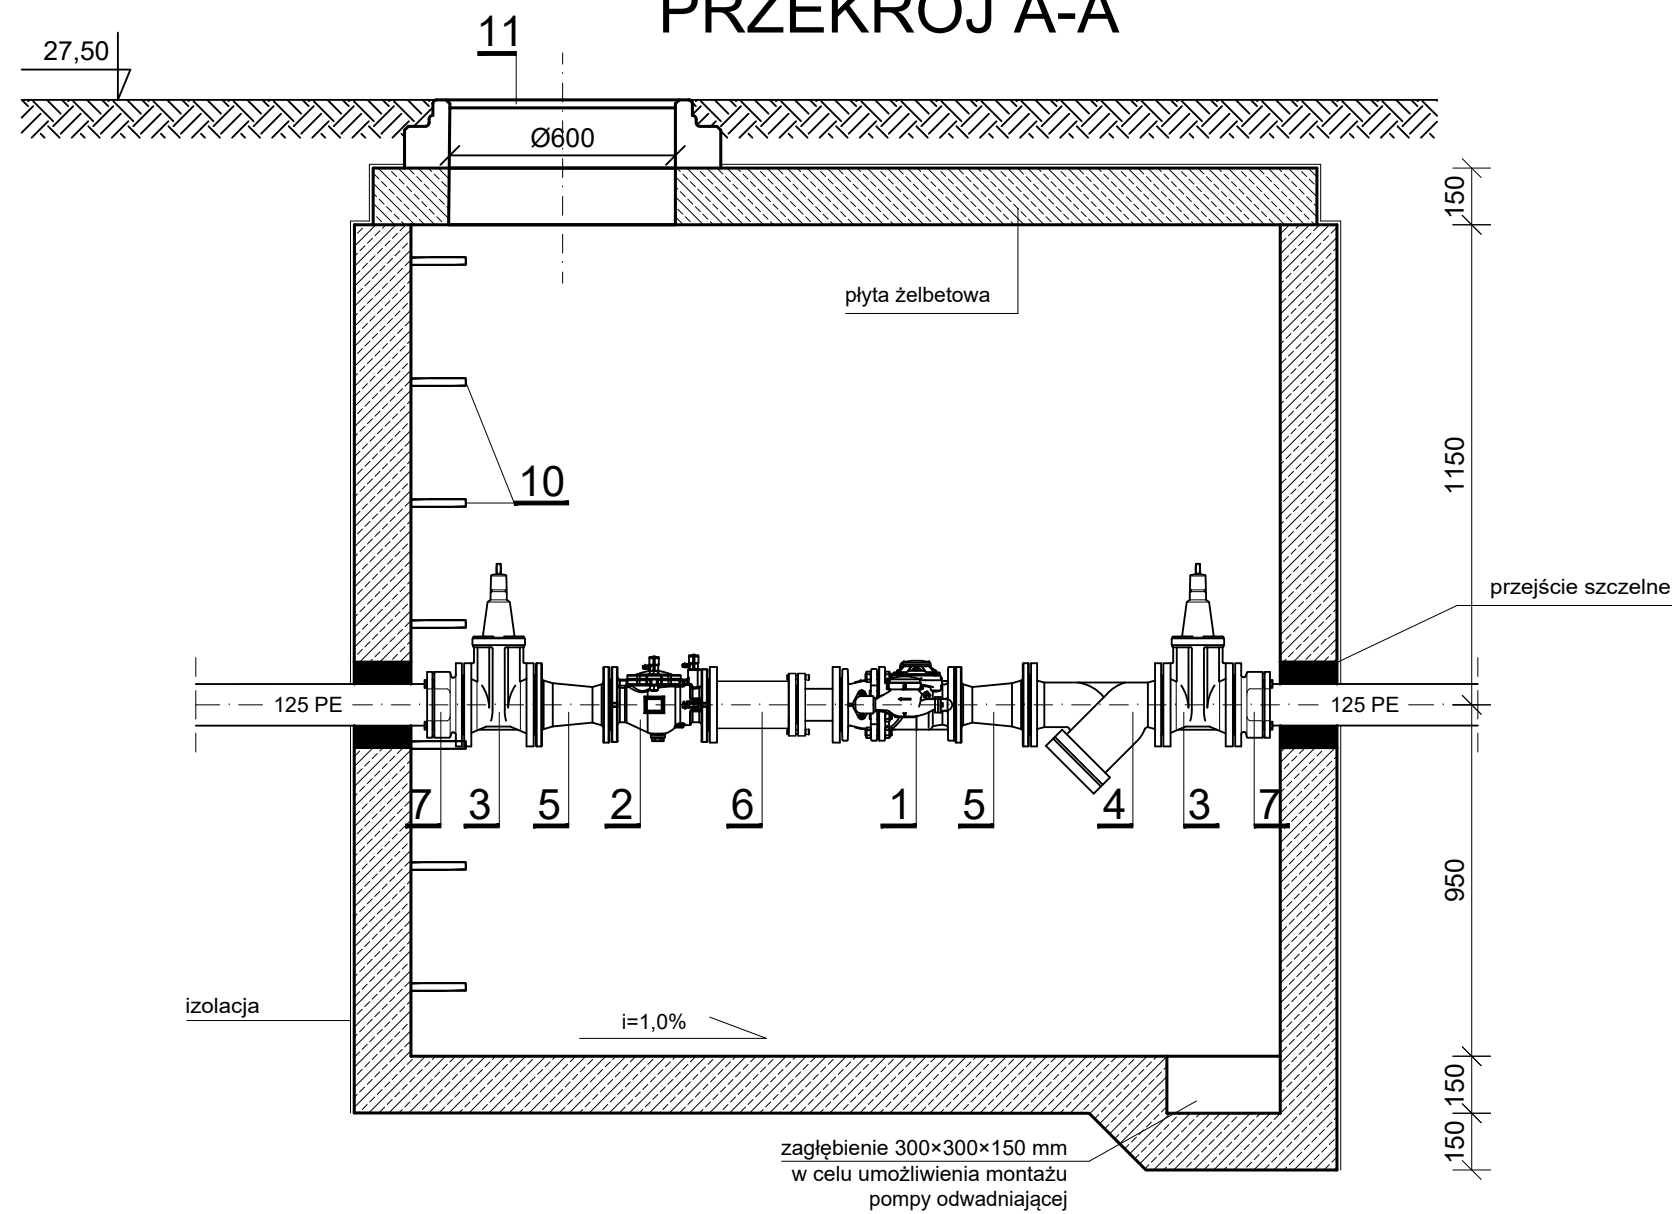 PRZEKRÓJ A-A
11
27,50
Ø600
150
płyta żelbetowa
1150
10
przejście szczelne
125 PE
125 PE
7 3 5 2 6 1 5 4 3 7
950
izolacja
i=1,0%
150
150
zagłębienie 300×300×150 mm
w celu umożliwienia montażu
pompy odwadniającej